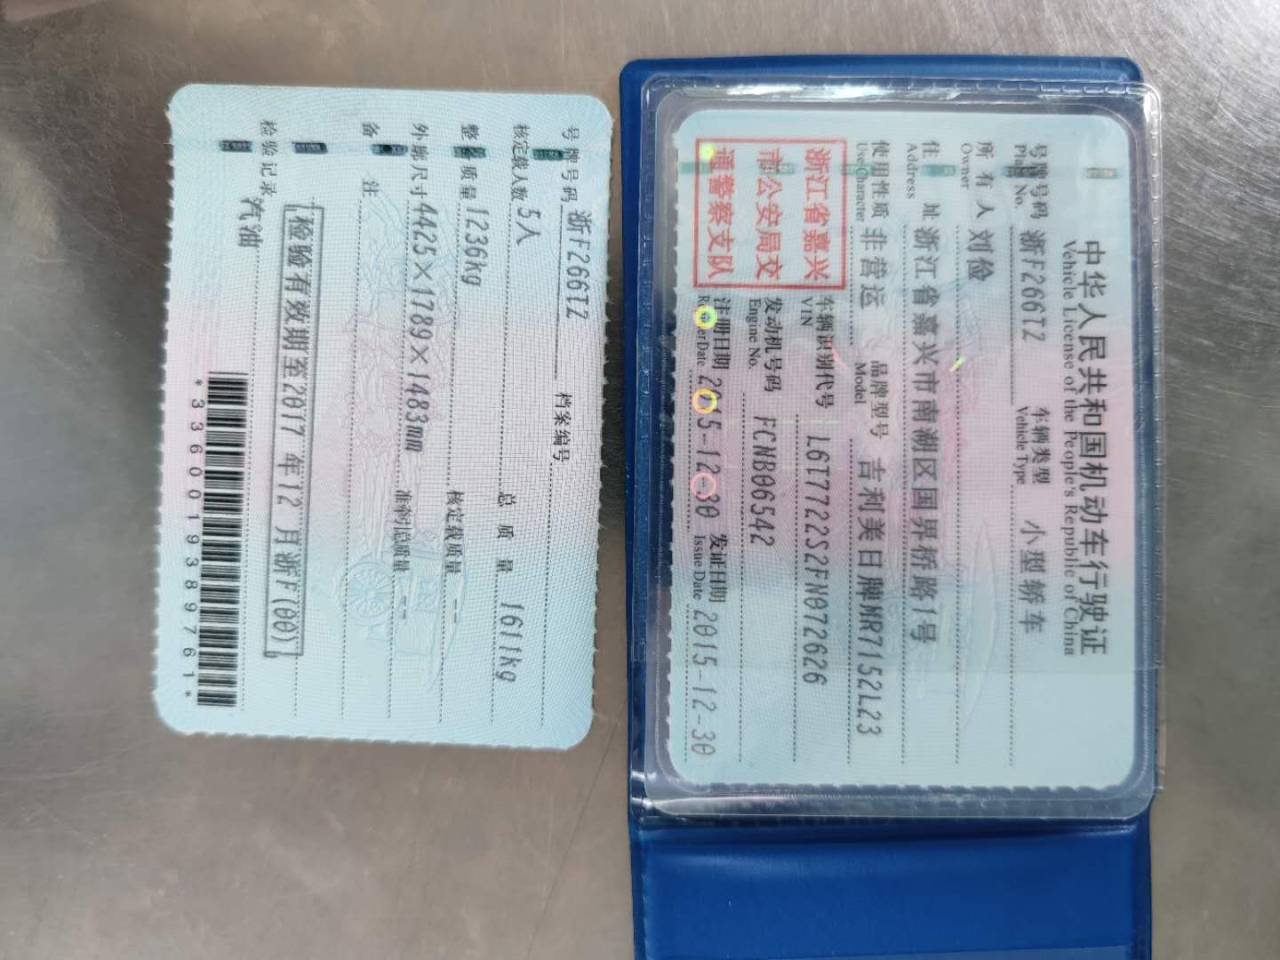 中华人民共和国机动车行驶证
Vehicle License of the People's Republic of China
号牌号码 浙F266TZ 车辆类型 小型轿车
Plate No. Vehicle Type
所有人 刘俭
Owner
住址 浙江省嘉兴市南湖区国界桥路1号
Address
使用性质 非营运 品牌型号 吉利美日牌MR7152L23
Use Character Model
浙江省嘉兴
市公安局交
通警察支队
车辆识别代号 L6T7722S2FN072626
VIN
发动机号码 FCNB06542
Engine No.
注册日期 2015-12-30 发证日期 2015-12-30
Register Date Issue Date
号牌号码 浙F266TZ 档案编号
核定载人数 5人 总质量 1611kg
整备质量 1236kg 核定载质量 --
外廓尺寸 4425×1789×1483mm 准牵引总质量 --
备注
检验有效期至2017年12月浙F(00)
检验记录 汽油
*3360019389761*